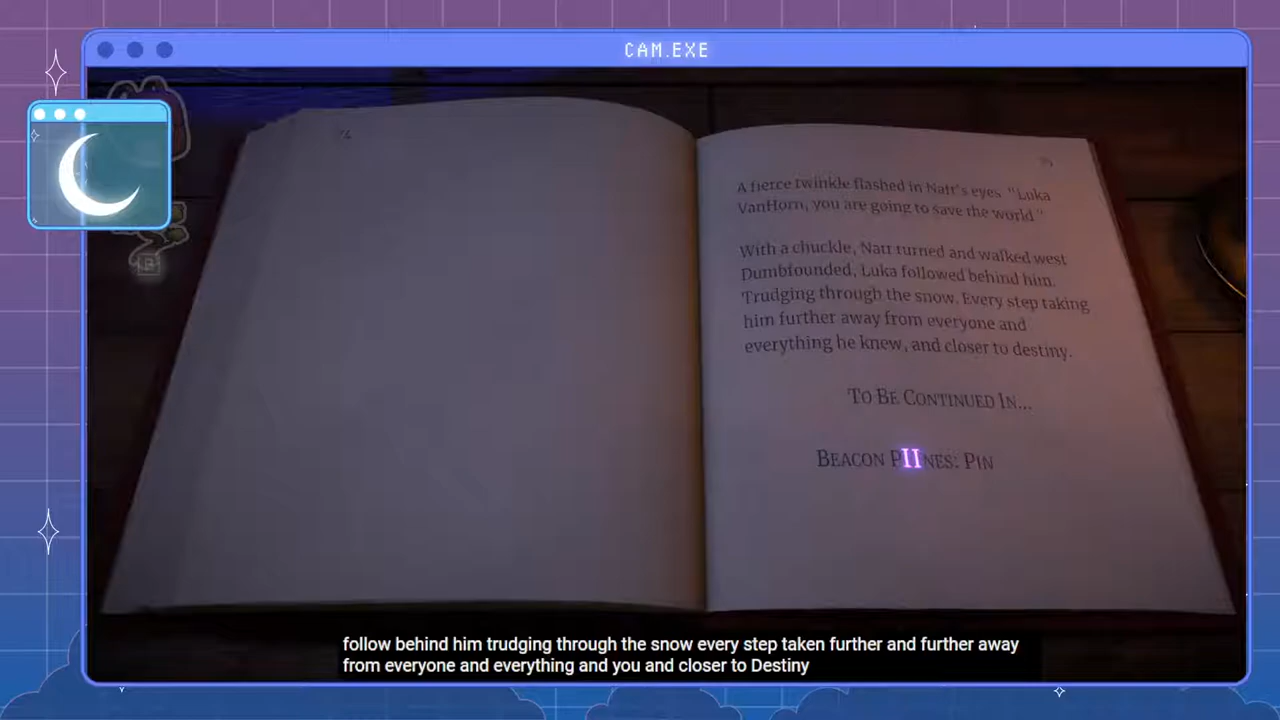 CAM.EXE
A fierce twinkle flashed in Natt's eyes "Luka
VanHorn, you are going to save the world"
With a chuckle, Natt turned and walked west
Dumbfounded, Luka followed behind him.
Trudging through the snow. Every step taking
him further away from everyone and
everything he knew, and closer to destiny.
TO BE CONTINUED IN...
BEACON PIINES: PIN
follow behind him trudging through the snow every step taken further and further away
from everyone and everything and you and closer to Destiny